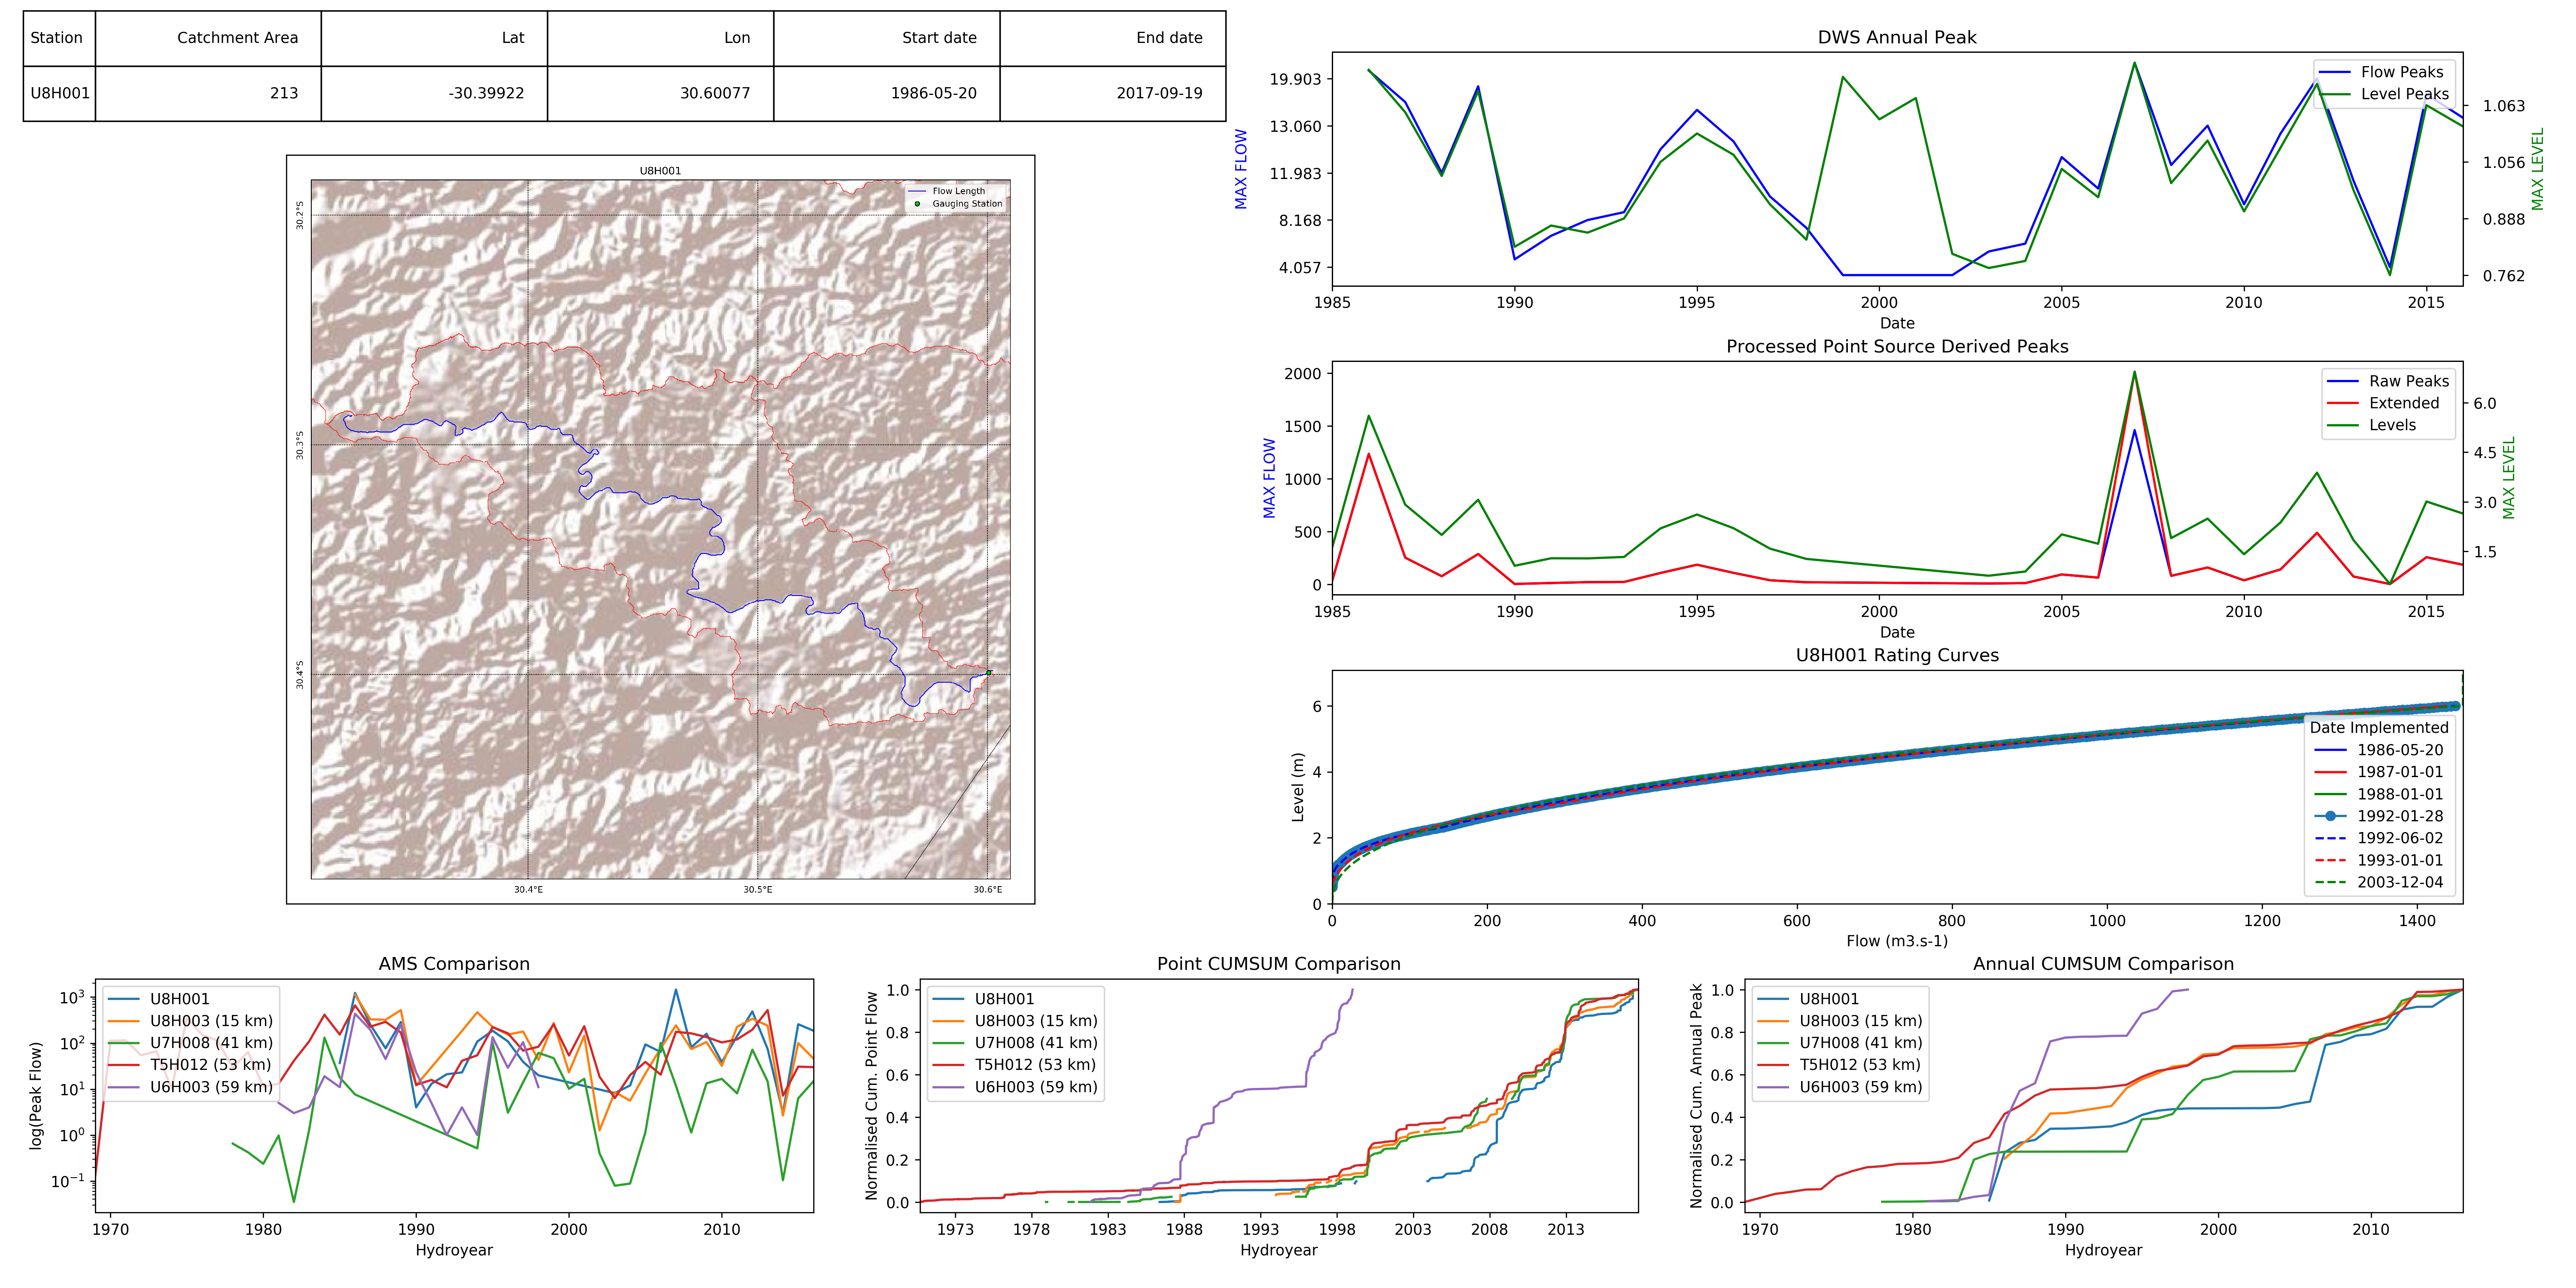 Station Catchment Area Lat Lon Start date End date
U8H001 213 -30.39922 30.60077 1986-05-20 2017-09-19
U8H001
Flow Length
Gauging Station
30.2°S
30.3°S
30.4°S
30.4°E 30.5°E 30.6°E
DWS Annual Peak
MAX FLOW
19.903
13.060
11.983
8.168
4.057
Flow Peaks
Level Peaks
1.063
1.056
0.888
0.762
MAX LEVEL
1985 1990 1995 2000 2005 2010 2015
Date
Processed Point Source Derived Peaks
MAX FLOW
2000
1500
1000
500
0
Raw Peaks
Extended
Levels
6.0
4.5
3.0
1.5
MAX LEVEL
1985 1990 1995 2000 2005 2010 2015
Date
U8H001 Rating Curves
Level (m)
6
4
2
0
Date Implemented
1986-05-20
1987-01-01
1988-01-01
1992-01-28
1992-06-02
1993-01-01
2003-12-04
0 200 400 600 800 1000 1200 1400
Flow (m3.s-1)
AMS Comparison
log(Peak Flow)
10³
10²
10¹
10⁰
10⁻¹
U8H001
U8H003 (15 km)
U7H008 (41 km)
T5H012 (53 km)
U6H003 (59 km)
1970 1980 1990 2000 2010
Hydroyear
Point CUMSUM Comparison
Normalised Cum. Point Flow
1.0
0.8
0.6
0.4
0.2
0.0
U8H001
U8H003 (15 km)
U7H008 (41 km)
T5H012 (53 km)
U6H003 (59 km)
1973 1978 1983 1988 1993 1998 2003 2008 2013
Hydroyear
Annual CUMSUM Comparison
Normalised Cum. Annual Peak
1.0
0.8
0.6
0.4
0.2
0.0
U8H001
U8H003 (15 km)
U7H008 (41 km)
T5H012 (53 km)
U6H003 (59 km)
1970 1980 1990 2000 2010
Hydroyear